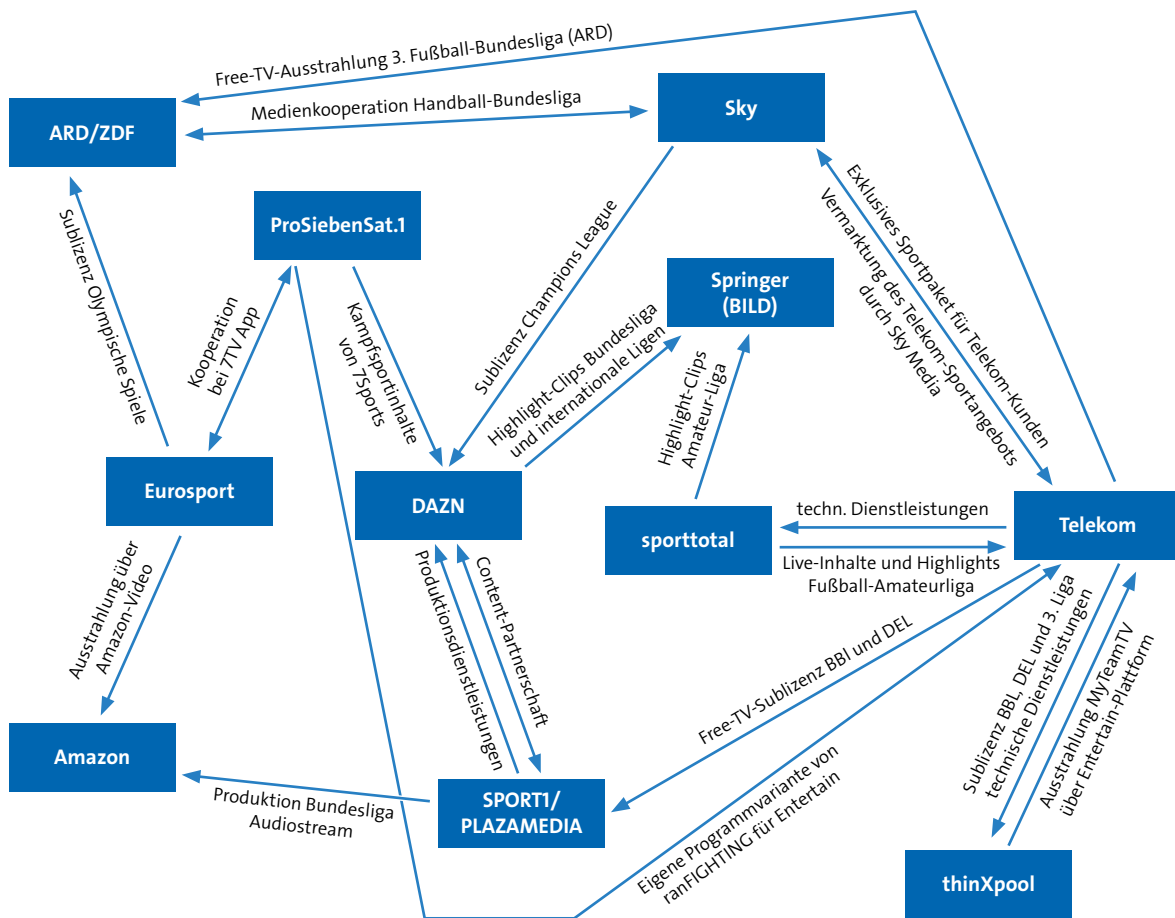 Free-TV-Ausstrahlung 3. Fußball-Bundesliga (ARD)
Medienkooperation Handball-Bundesliga
ARD/ZDF
Sky
ProSiebenSat.1
Sublizenz Olympische Spiele
Kooperation
bei 7TV App
Kampfsportinhalte
von 7Sports
Sublizenz Champions League
Springer
(BILD)
Exklusives Sportpaket für Telekom-Kunden
Vermarktung des Telekom-Sportangebots
durch Sky Media
Highlight-Clips Bundesliga
und internationale Ligen
Highlight-Clips
Amateur-Liga
Eurosport
DAZN
sporttotal
Telekom
techn. Dienstleistungen
Live-Inhalte und Highlights
Fußball-Amateurliga
Ausstrahlung über
Amazon-Video
Produktionsdienstleistungen
Content-Partnerschaft
Free-TV-Sublizenz BBl und DEL
Sublizenz BBL, DEL und 3. Liga
technische Dienstleistungen
Ausstrahlung MyTeamTV
über Entertain-Plattform
Amazon
Produktion Bundesliga
Audiostream
SPORT1/
PLAZAMEDIA
Eigene Programmvariante von
ranFIGHTING für Entertain
thinXpool